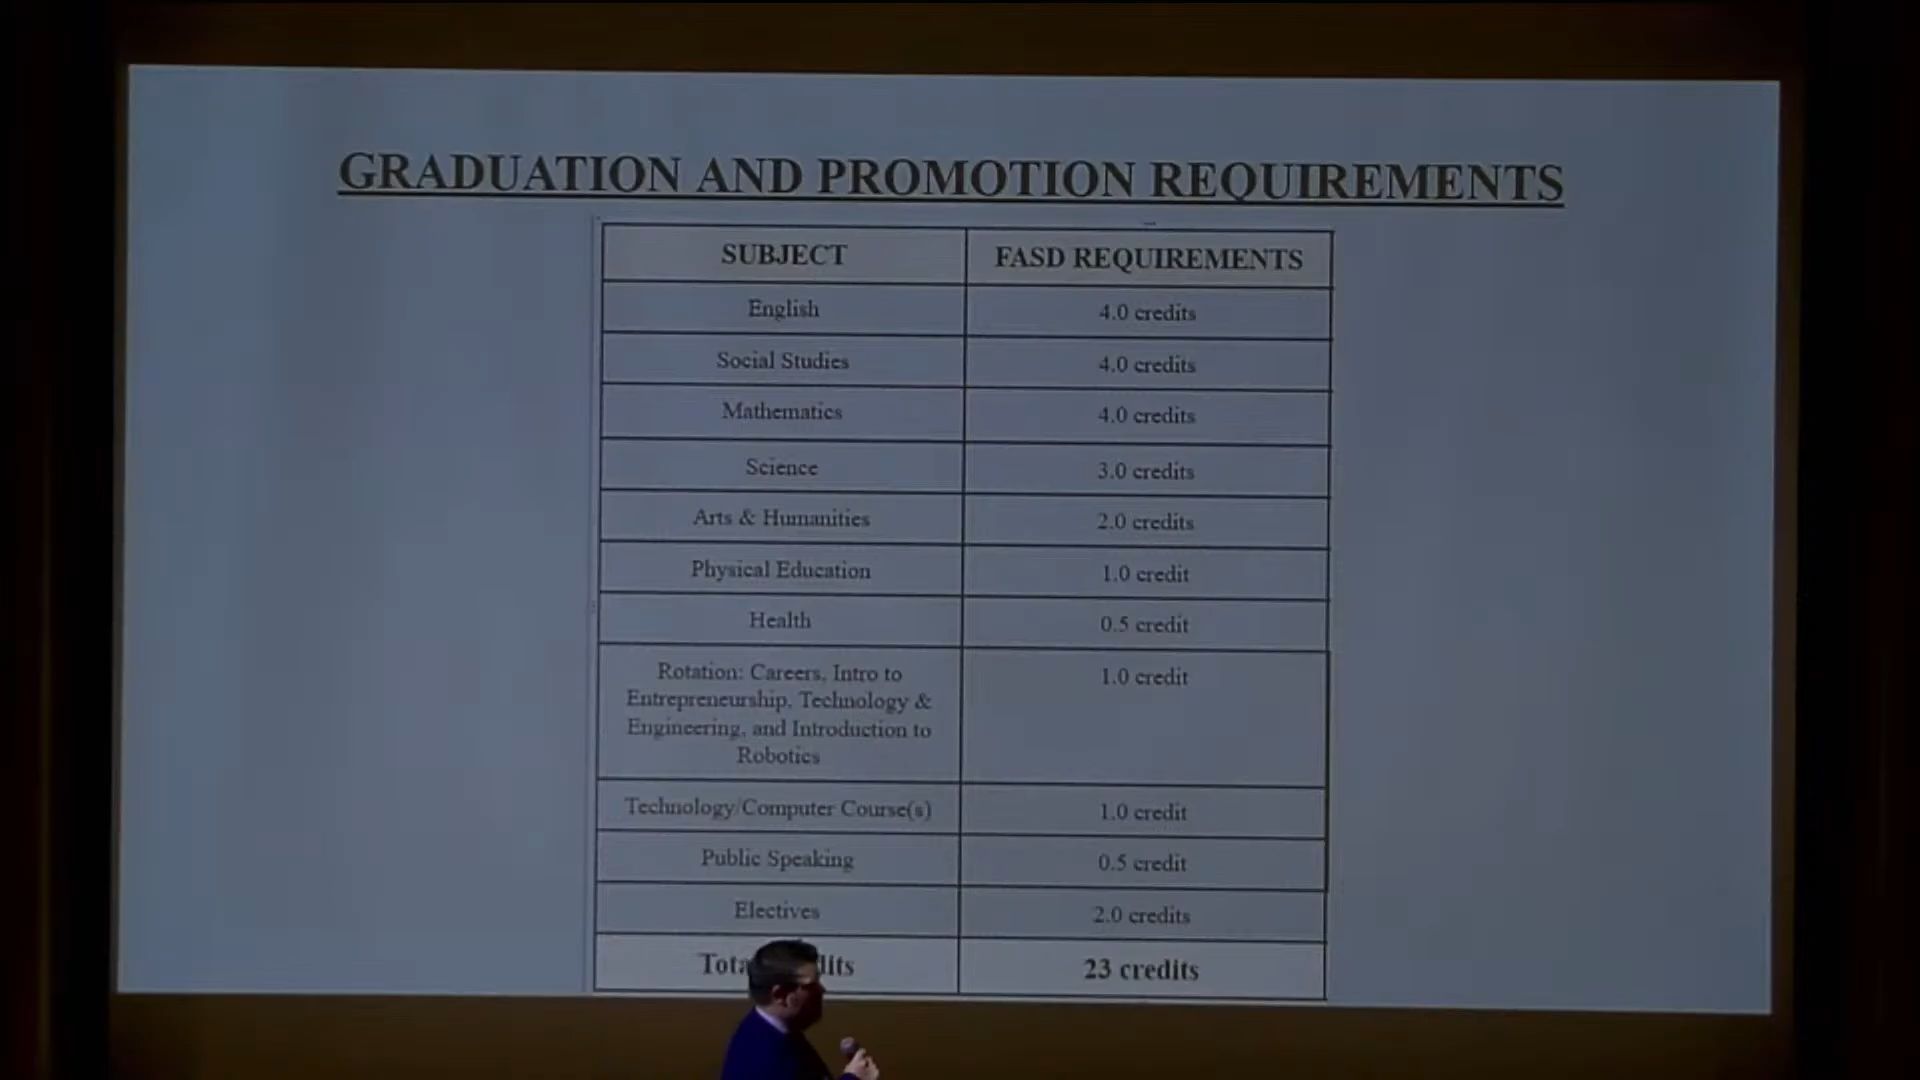 GRADUATION AND PROMOTION REQUIREMENTS
SUBJECT FASD REQUIREMENTS
English 4.0 credits
Social Studies 4.0 credits
Mathematics 4.0 credits
Science 3.0 credits
Arts & Humanities 2.0 credits
Physical Education 1.0 credit
Health 0.5 credit
Rotation: Careers, Intro to 1.0 credit
Entrepreneurship, Technology &
Engineering, and Introduction to
Robotics
Technology/Computer Course(s) 1.0 credit
Public Speaking 0.5 credit
Electives 2.0 credits
23 credits